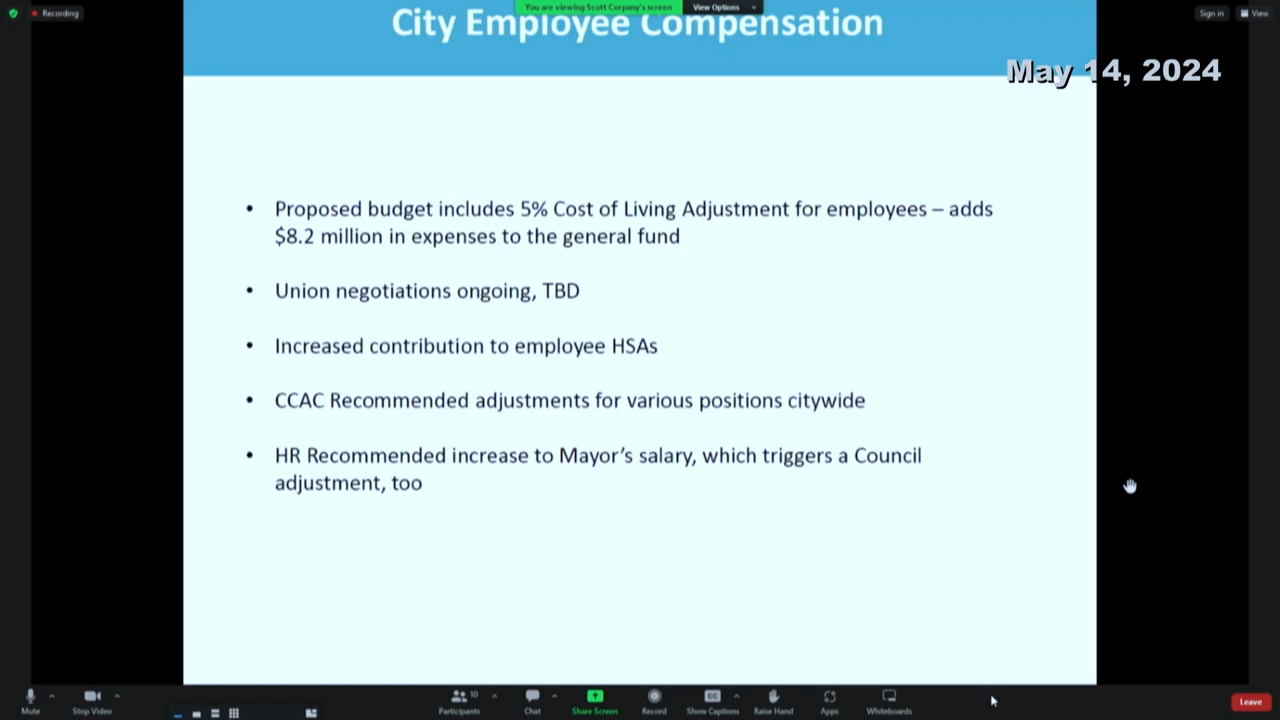 You are viewing Scott Corpany's screen
View Options
Recording
Sign in
View
City Employee Compensation
May 14, 2024
• Proposed budget includes 5% Cost of Living Adjustment for employees – adds
$8.2 million in expenses to the general fund
• Union negotiations ongoing, TBD
• Increased contribution to employee HSAs
• CCAC Recommended adjustments for various positions citywide
• HR Recommended increase to Mayor's salary, which triggers a Council
adjustment, too
Mute
Stop Video
Participants
10
Chat
Share Screen
Record
CC
Show Captions
Raise Hand
Apps
Whiteboards
Leave